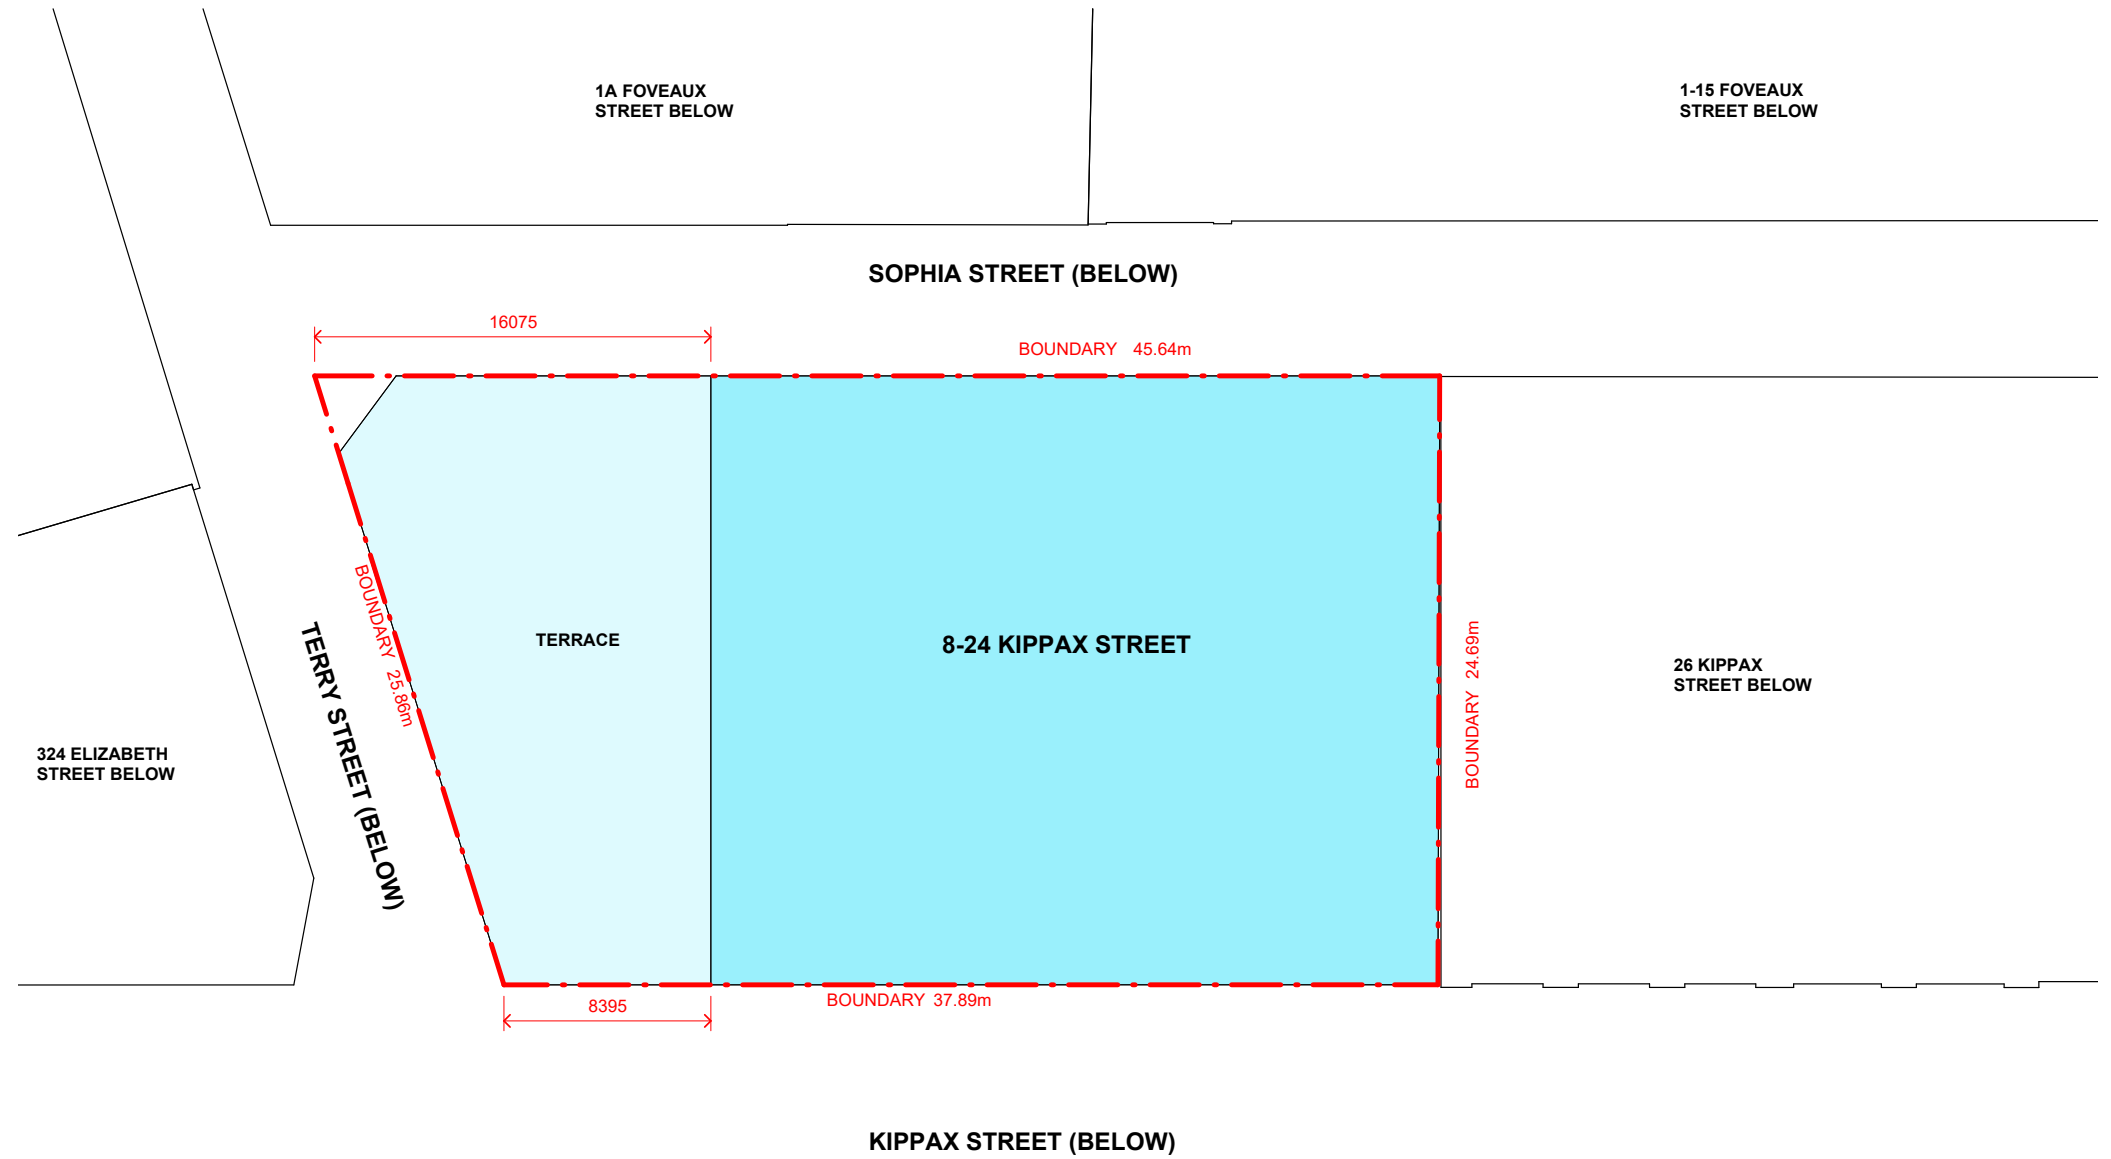 1A FOVEAUX
STREET BELOW
1-15 FOVEAUX
STREET BELOW
SOPHIA STREET (BELOW)
16075
BOUNDARY 45.64m
BOUNDARY 25.86m
TERRACE
8-24 KIPPAX STREET
BOUNDARY 24.69m
26 KIPPAX
STREET BELOW
TERRY STREET (BELOW)
324 ELIZABETH
STREET BELOW
8395
BOUNDARY 37.89m
KIPPAX STREET (BELOW)